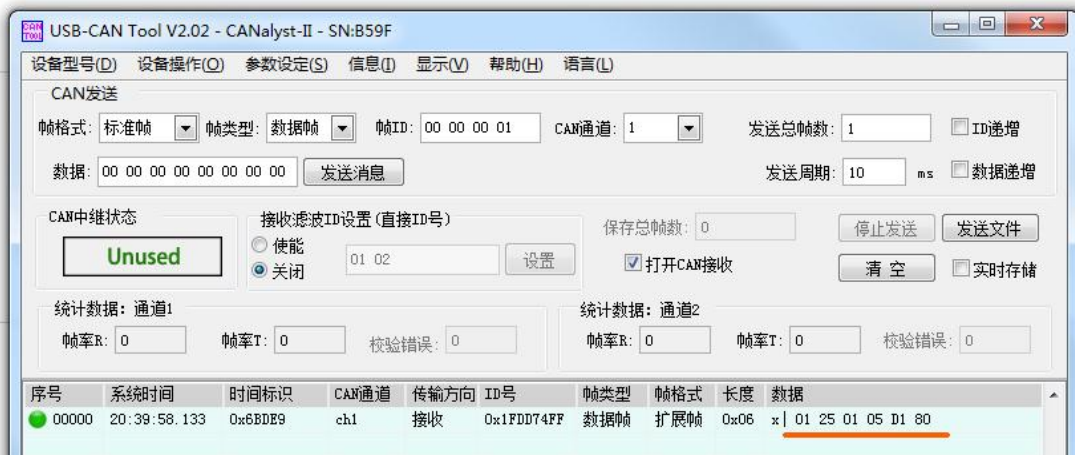 USB-CAN Tool V2.02 - CANalyst-II - SN:B59F
设备型号(D) 设备操作(O) 参数设定(S) 信息(I) 显示(V) 帮助(H) 语言(L)
CAN发送
帧格式: 标准帧 帧类型: 数据帧 帧ID: 00 00 00 01 CAN通道: 1 发送总帧数: 1 ID递增
数据: 00 00 00 00 00 00 00 00 发送消息 发送周期: 10 ms 数据递增
CAN中继状态 接收滤波ID设置(直接ID号) 保存总帧数: 0 停止发送 发送文件
Unused 使能 01 02 设置 打开CAN接收 清空 实时存储
关闭
统计数据: 通道1 统计数据: 通道2
帧率R: 0 帧率T: 0 校验错误: 0 帧率R: 0 帧率T: 0 校验错误: 0
序号 系统时间 时间标识 CAN通道 传输方向 ID号 帧类型 帧格式 长度 数据
00000 20:39:58.133 0x6BDE9 ch1 接收 0x1FDD74FF 数据帧 扩展帧 0x06 x| 01 25 01 05 D1 80